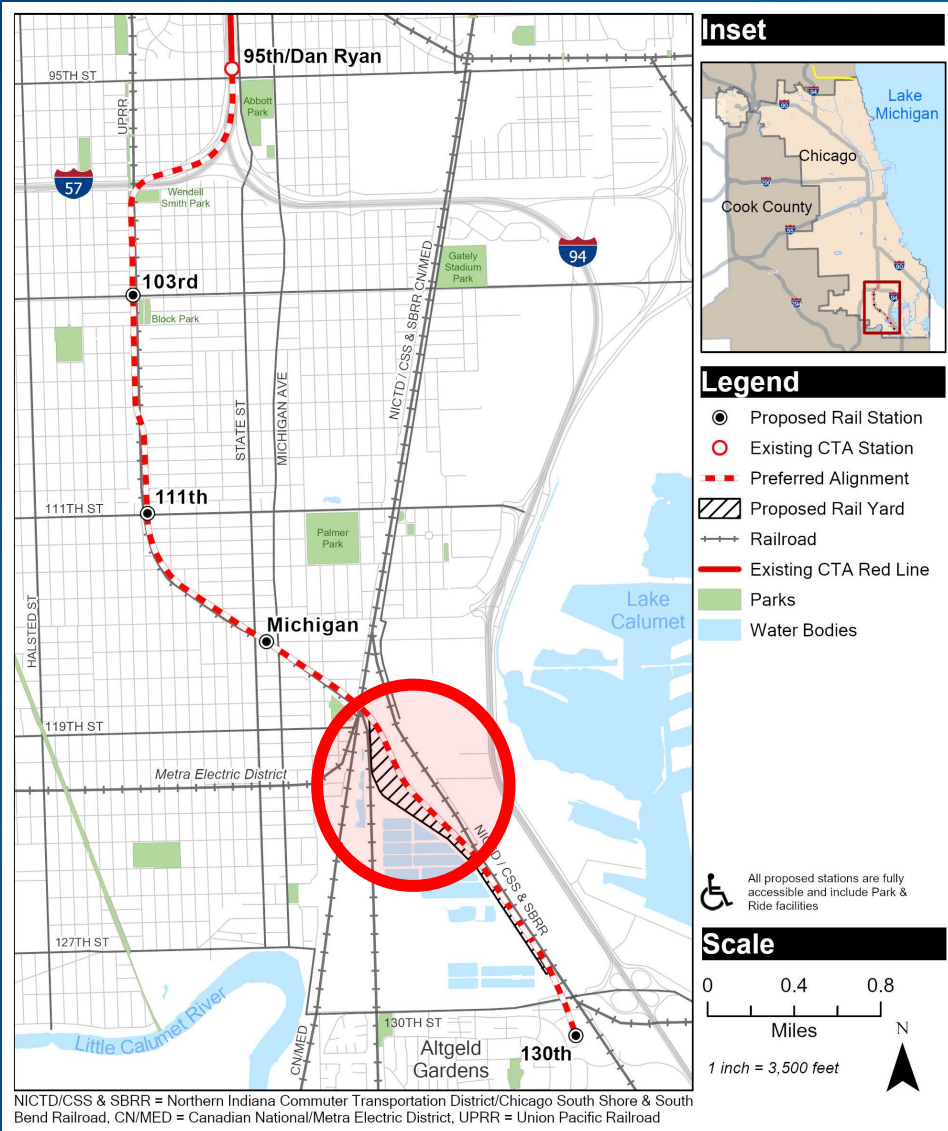 95th/Dan Ryan
95TH ST
UPRR
Abbott
Park
57
Wendell
Smith Park
94
Gately
Stadium
Park
NICTD / CSS & SBRR CN/MED
103rd
Block Park
STATE ST
MICHIGAN AVE
111th
111TH ST
Palmer
Park
HALSTED ST
Michigan
Lake
Calumet
119TH ST
Metra Electric District
NICTD / CSS & SBRR
127TH ST
Little Calumet River
CN/MED
130TH ST
Altgeld
Gardens
130th
NICTD/CSS & SBRR = Northern Indiana Commuter Transportation District/Chicago South Shore & South
Bend Railroad, CN/MED = Canadian National/Metra Electric District, UPRR = Union Pacific Railroad
Inset
Lake
Michigan
Chicago
Cook County
94
90
94
Legend
Proposed Rail Station
Existing CTA Station
Preferred Alignment
Proposed Rail Yard
Railroad
Existing CTA Red Line
Parks
Water Bodies
All proposed stations are fully
accessible and include Park &
Ride facilities
Scale
0 0.4 0.8
Miles
N
1 inch = 3,500 feet